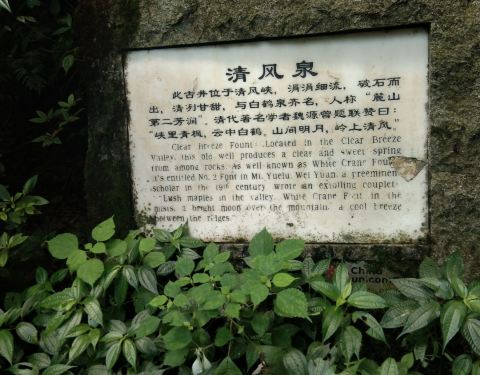 清风泉
此古井位于清风峡，涓涓细流，破石而
出，清冽甘甜，与白鹤泉齐名，人称“麓山
第二芳涧”。清代著名学者魏源曾题联赞曰：
“峡里青枫，云中白鹤，山间明月，岭上清风。”
Clear Breeze Fount: Located in the Clear Breeze
Valley, this old well produces a clear and sweet spring
from among rocks. As well-known as White Crane Fount
it's entitled No. 2 Font in Mt. Yuelu. Wei Yuan, a preeminent
scholar in the 19th century wrote an extolling couplet
"Lush maples in the valley, White Crane Font in the
mists, a bright moon over the mountain, a cool breeze
between the ridges."